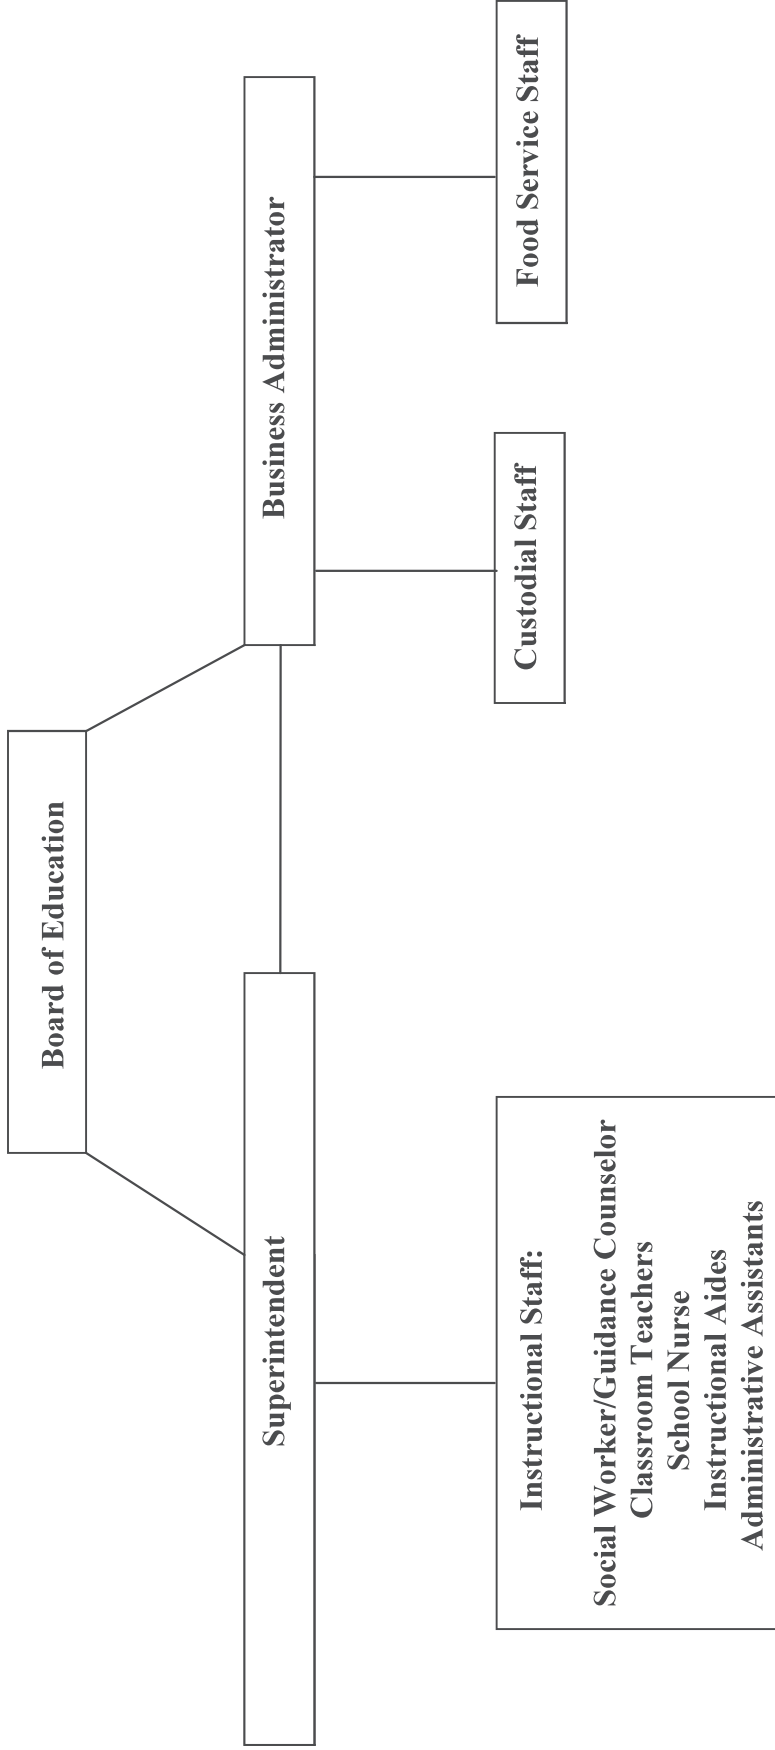 Board of Education
Superintendent
Business Administrator
Instructional Staff:
Social Worker/Guidance Counselor
Classroom Teachers
School Nurse
Instructional Aides
Administrative Assistants
Custodial Staff
Food Service Staff